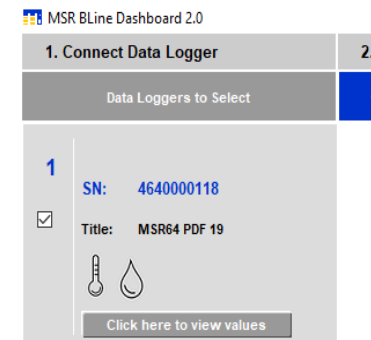 MSR BLine Dashboard 2.0
1. Connect Data Logger
2.
Data Loggers to Select
1
SN: 4640000118
Title: MSR64 PDF 19
Click here to view values